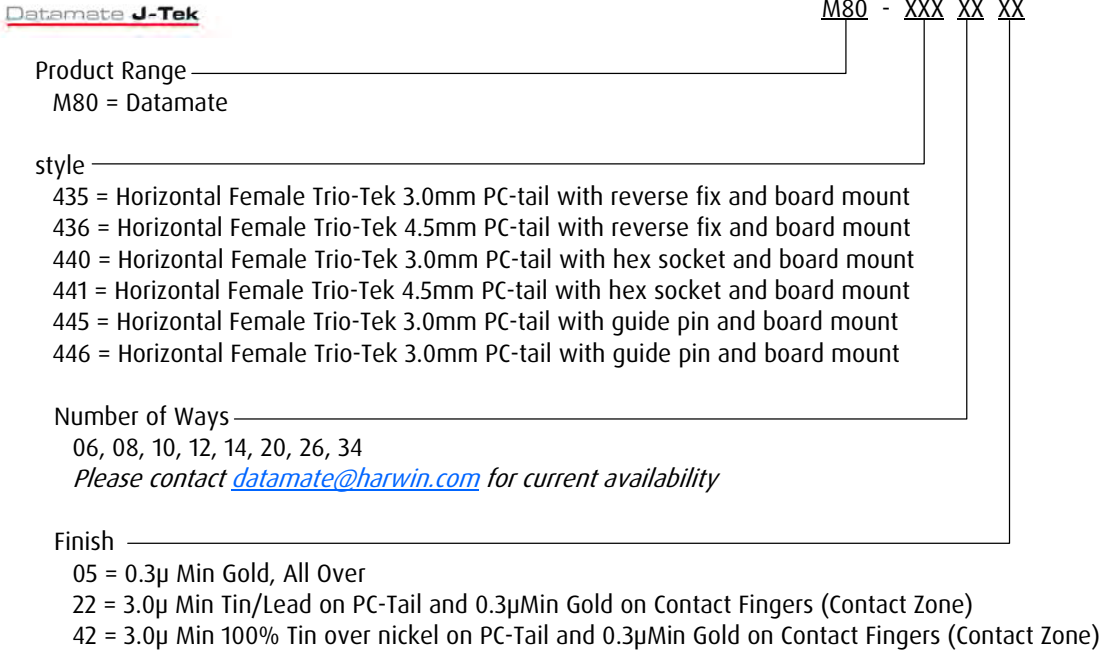 Datamate J-Tek
M80 - XXX XX XX
Product Range
M80 = Datamate
style
435 = Horizontal Female Trio-Tek 3.0mm PC-tail with reverse fix and board mount
436 = Horizontal Female Trio-Tek 4.5mm PC-tail with reverse fix and board mount
440 = Horizontal Female Trio-Tek 3.0mm PC-tail with hex socket and board mount
441 = Horizontal Female Trio-Tek 4.5mm PC-tail with hex socket and board mount
445 = Horizontal Female Trio-Tek 3.0mm PC-tail with guide pin and board mount
446 = Horizontal Female Trio-Tek 3.0mm PC-tail with guide pin and board mount
Number of Ways
06, 08, 10, 12, 14, 20, 26, 34
Please contact datamate@harwin.com for current availability
Finish
05 = 0.3µ Min Gold, All Over
22 = 3.0µ Min Tin/Lead on PC-Tail and 0.3µMin Gold on Contact Fingers (Contact Zone)
42 = 3.0µ Min 100% Tin over nickel on PC-Tail and 0.3µMin Gold on Contact Fingers (Contact Zone)